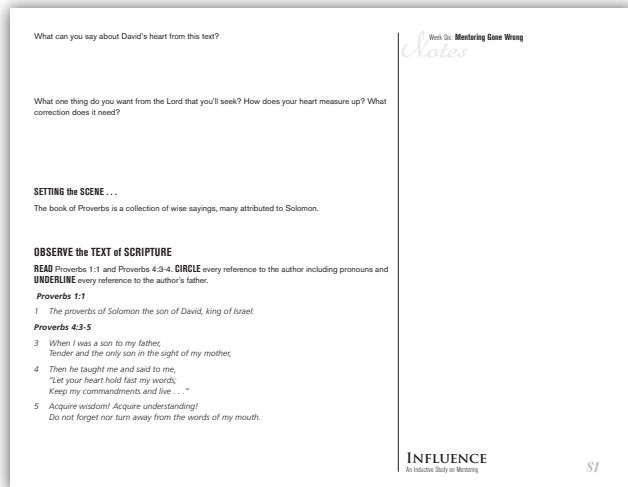 What can you say about David's heart from this text?
What one thing do you want from the Lord that you'll seek? How does your heart measure up? What
correction does it need?
SETTING the SCENE . . .
The book of Proverbs is a collection of wise sayings, many attributed to Solomon.
OBSERVE the TEXT of SCRIPTURE
READ Proverbs 1:1 and Proverbs 4:3-4. CIRCLE every reference to the author including pronouns and
UNDERLINE every reference to the author's father.
Proverbs 1:1
1 The proverbs of Solomon the son of David, king of Israel:
Proverbs 4:3-5
3 When I was a son to my father,
Tender and the only son in the sight of my mother,
4 Then he taught me and said to me,
"Let your heart hold fast my words;
Keep my commandments and live . . ."
5 Acquire wisdom! Acquire understanding!
Do not forget nor turn away from the words of my mouth.
Week Six: Mentoring Gone Wrong
Notes
INFLUENCE
An Inductive Study on Mentoring
81